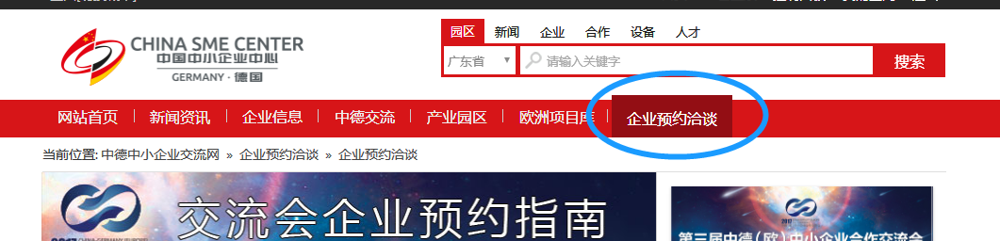 园区 新闻 企业 合作 设备 人才
CHINA SME CENTER
中国中小企业中心
GERMANY · 德国
广东省 请输入关键字 搜索
网站首页 新闻资讯 企业信息 中德交流 产业园区 欧洲项目库 企业预约洽谈
当前位置: 中德中小企业交流网 » 企业预约洽谈 » 企业预约洽谈
交流会企业预约指南
2017
第三届中德（欧）中小企业合作交流会